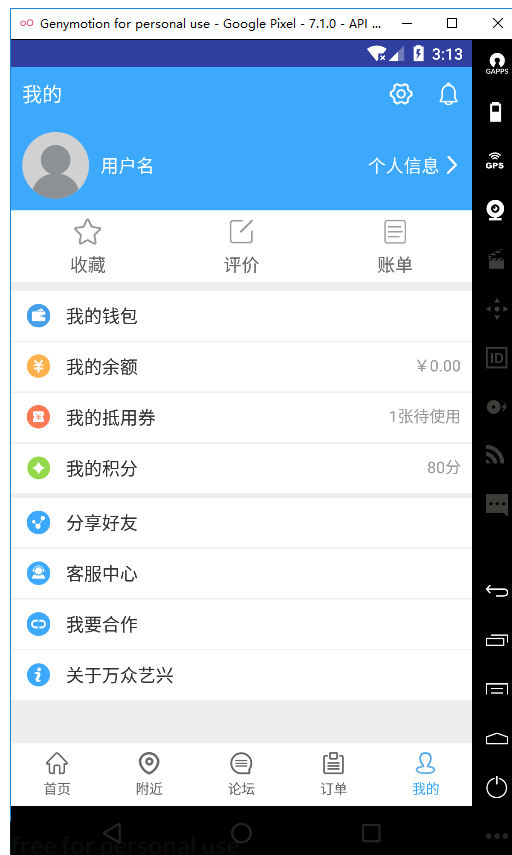 Genymotion for personal use - Google Pixel - 7.1.0 - API ...
3:13
GAPPS
我的
用户名
个人信息
GPS
收藏
评价
账单
我的钱包
我的余额
￥0.00
ID
我的抵用券
1张待使用
我的积分
80分
分享好友
客服中心
我要合作
关于万众艺兴
首页
附近
论坛
订单
我的
free for personal use